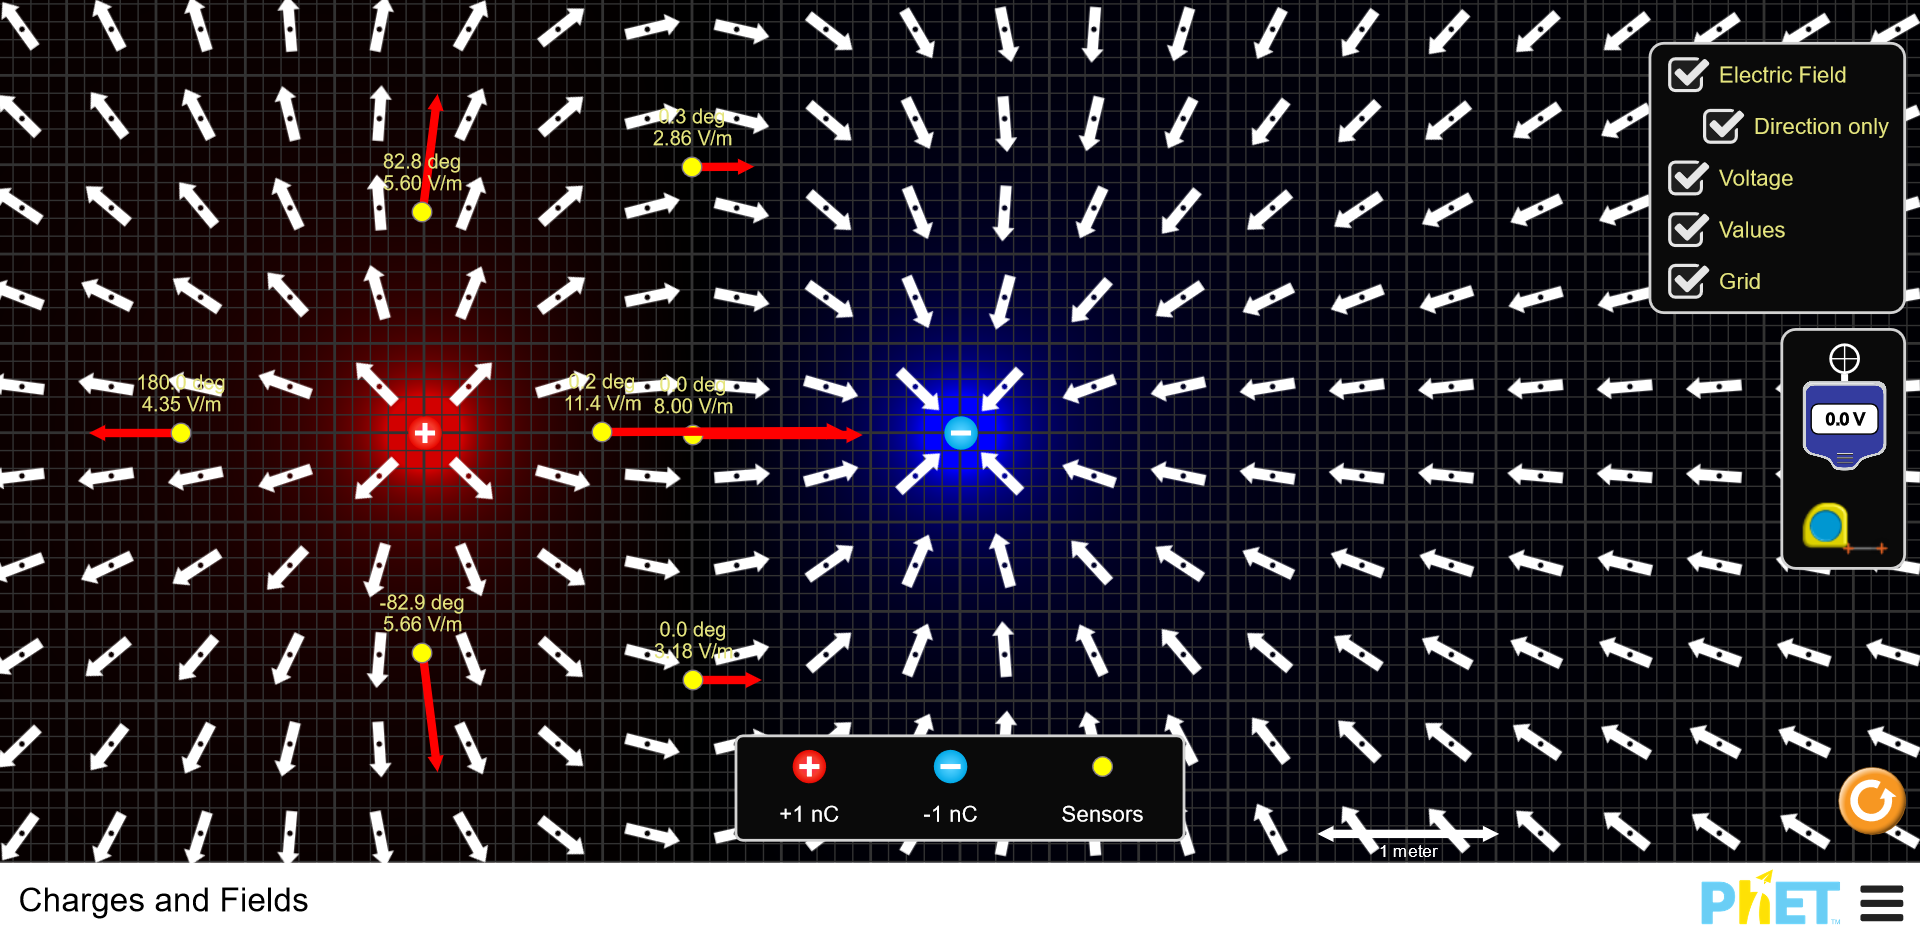 Electric Field
Direction only
Voltage
Values
Grid
0.3 deg
2.86 V/m
82.8 deg
5.60 V/m
180.0 deg
4.35 V/m
0.2 deg
11.4 V/m
0.0 deg
8.00 V/m
0.0 V
-82.9 deg
5.66 V/m
0.0 deg
3.18 V/m
+1 nC
-1 nC
Sensors
1 meter
Charges and Fields
PhET